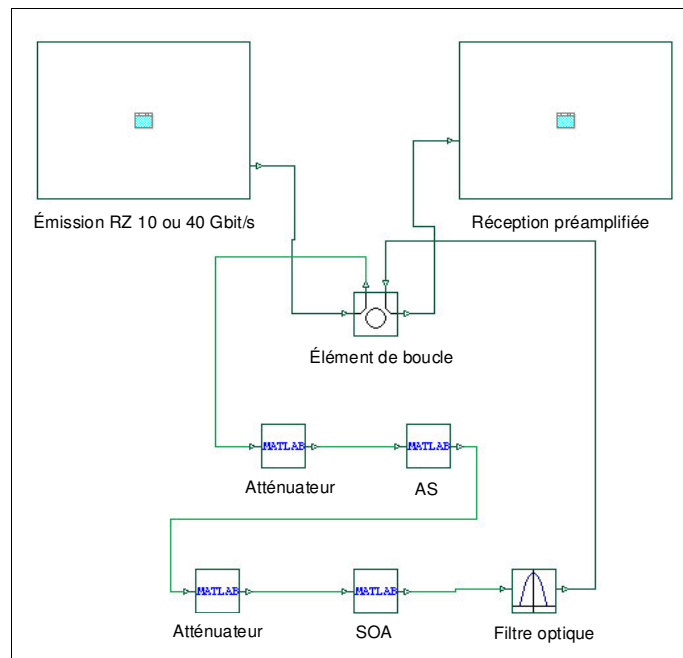 Émission RZ 10 ou 40 Gbit/s
Réception préamplifiée
Élément de boucle
MATLAB
MATLAB
Atténuateur
AS
MATLAB
MATLAB
Atténuateur
SOA
Filtre optique